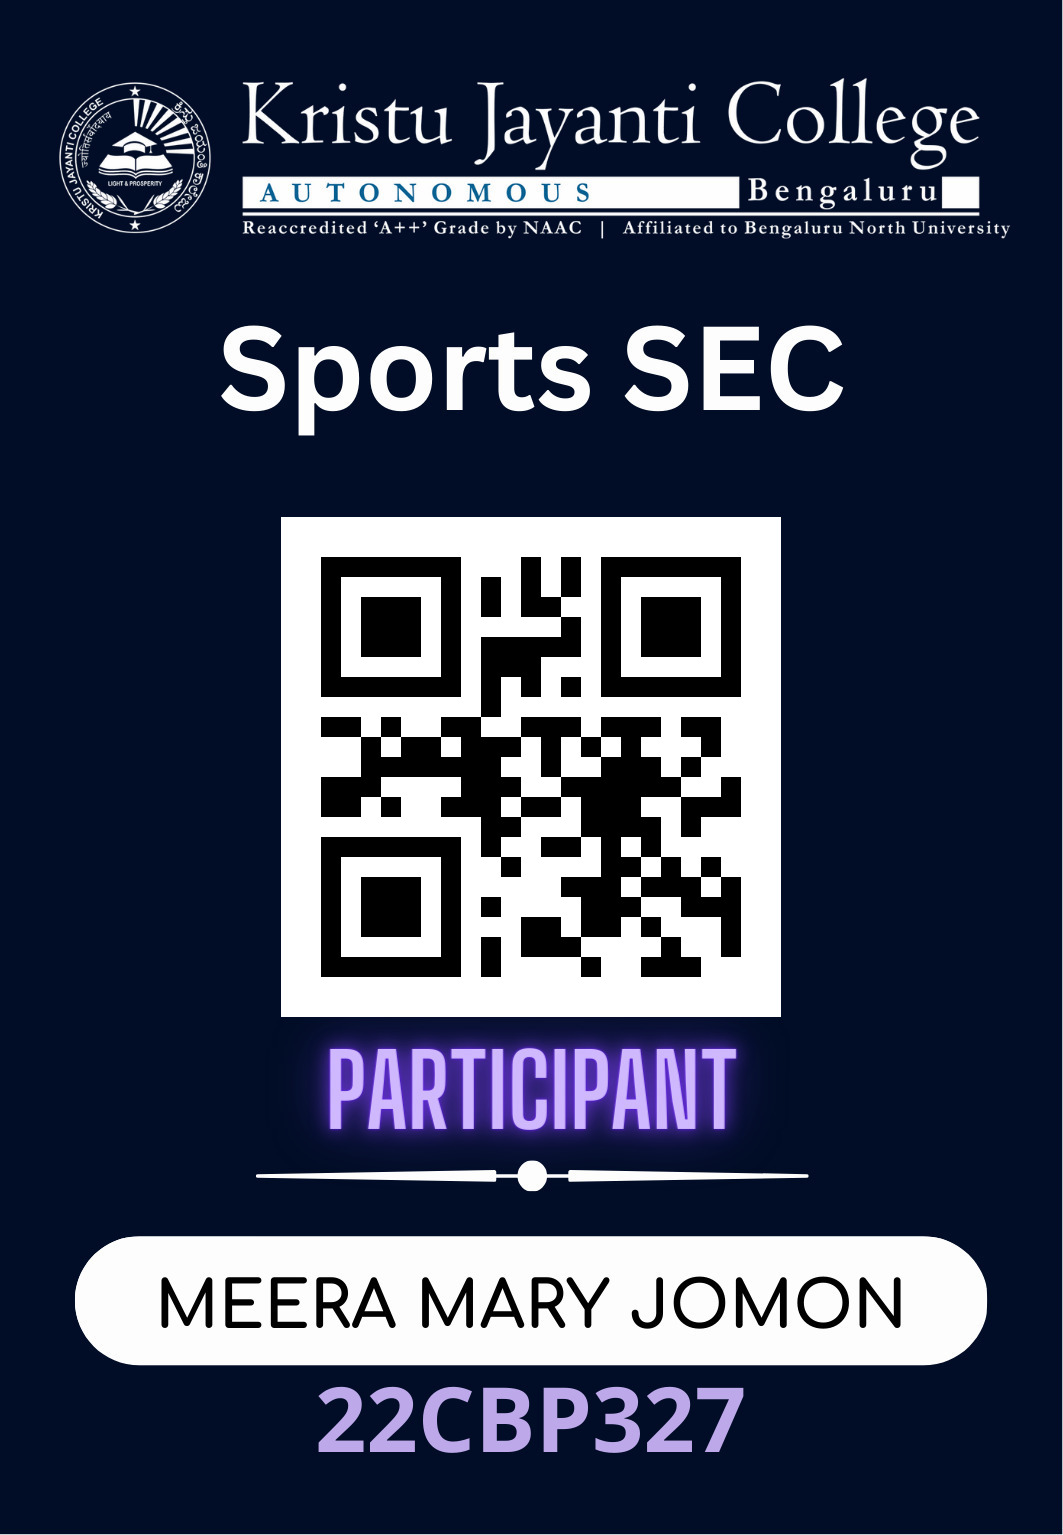 Kristu Jayanti College
AUTONOMOUS Bengaluru
Reaccredited ‘A++’ Grade by NAAC | Affiliated to Bengaluru North University
KRISTU JAYANTI COLLEGE
ಕ್ರಿಸ್ತು ಜಯಂತಿ ಕಾಲೇಜು
LIGHT & PROSPERITY
Sports SEC
PARTICIPANT
MEERA MARY JOMON
22CBP327